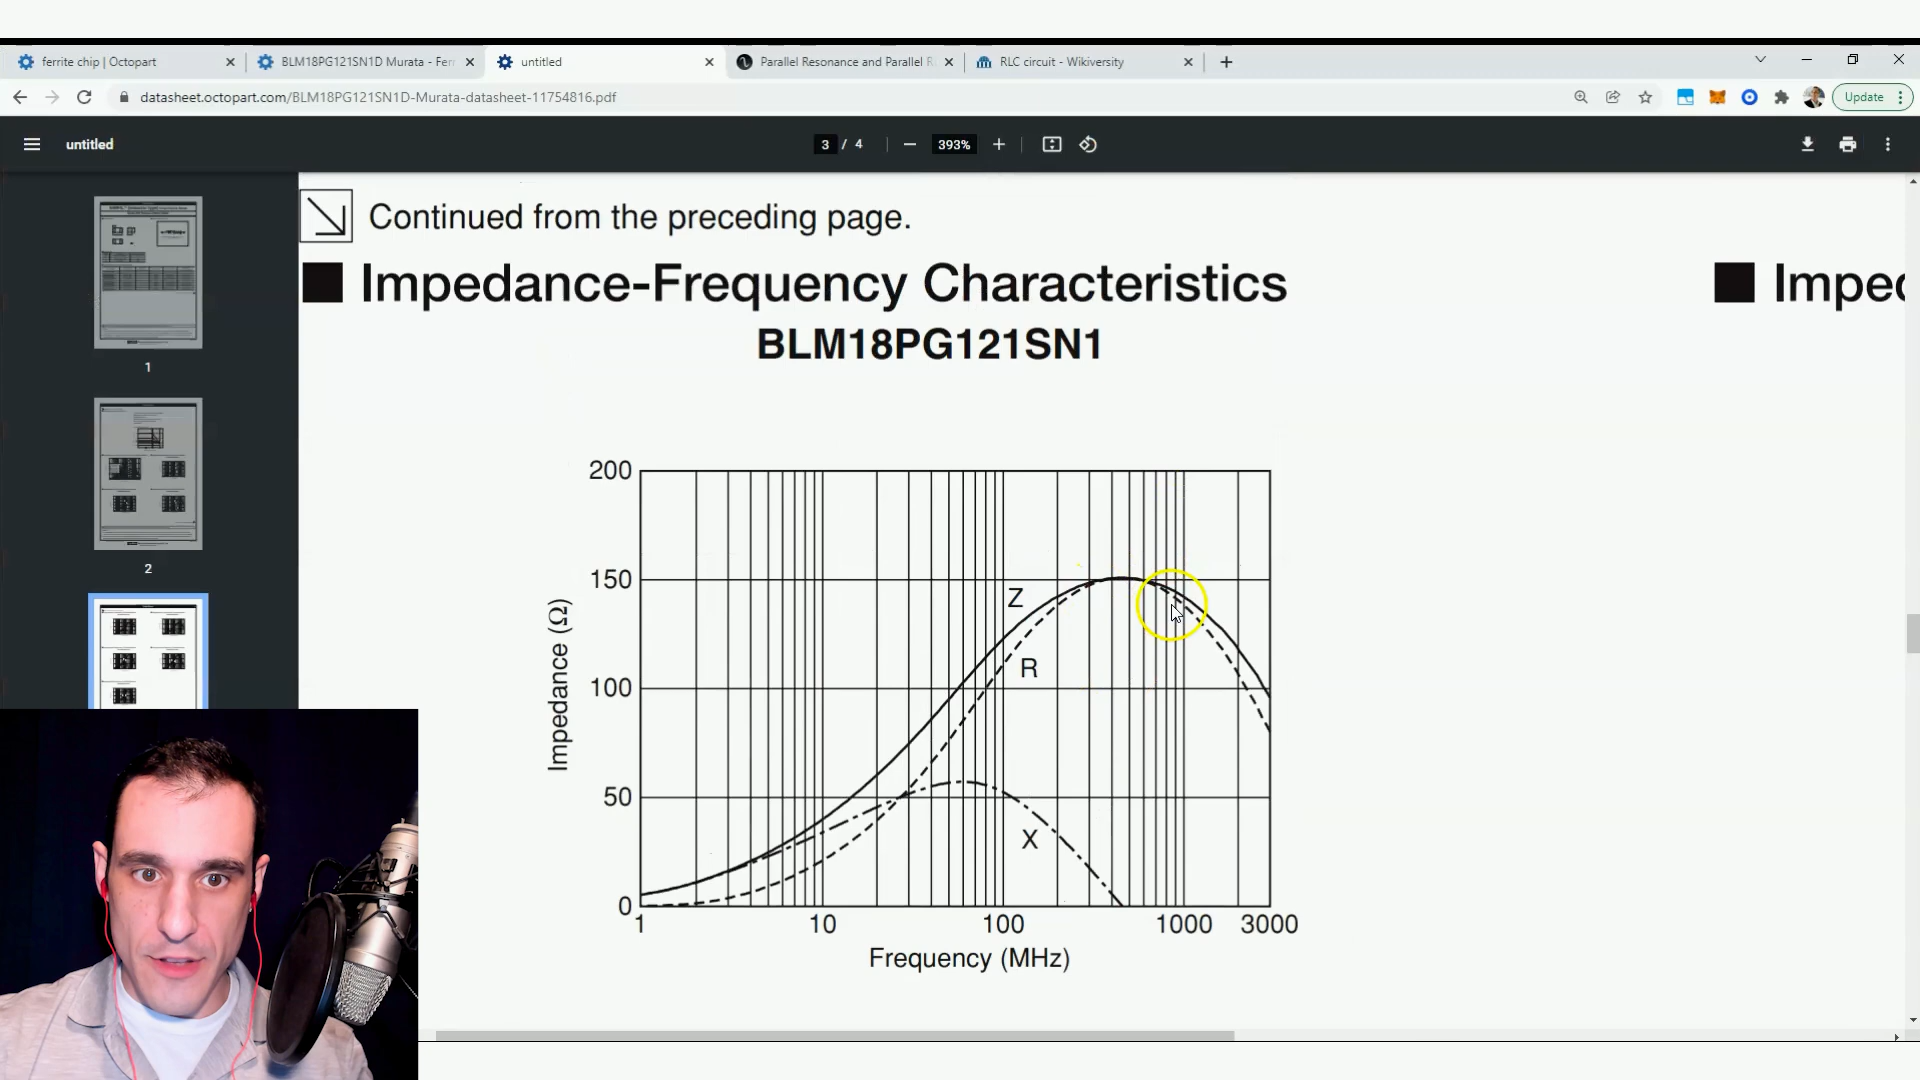 ferrite chip | Octopart
BLM18PG121SN1D Murata - Ferr
untitled
Parallel Resonance and Parallel R
RLC circuit - Wikiversity
datasheet.octopart.com/BLM18PG121SN1D-Murata-datasheet-11754816.pdf
Update
untitled
3 / 4
393%
1
2
Continued from the preceding page.
Impedance-Frequency Characteristics
Imped
BLM18PG121SN1
200
150
100
50
0
Impedance (Ω)
Z
R
X
1
10
100
1000
3000
Frequency (MHz)